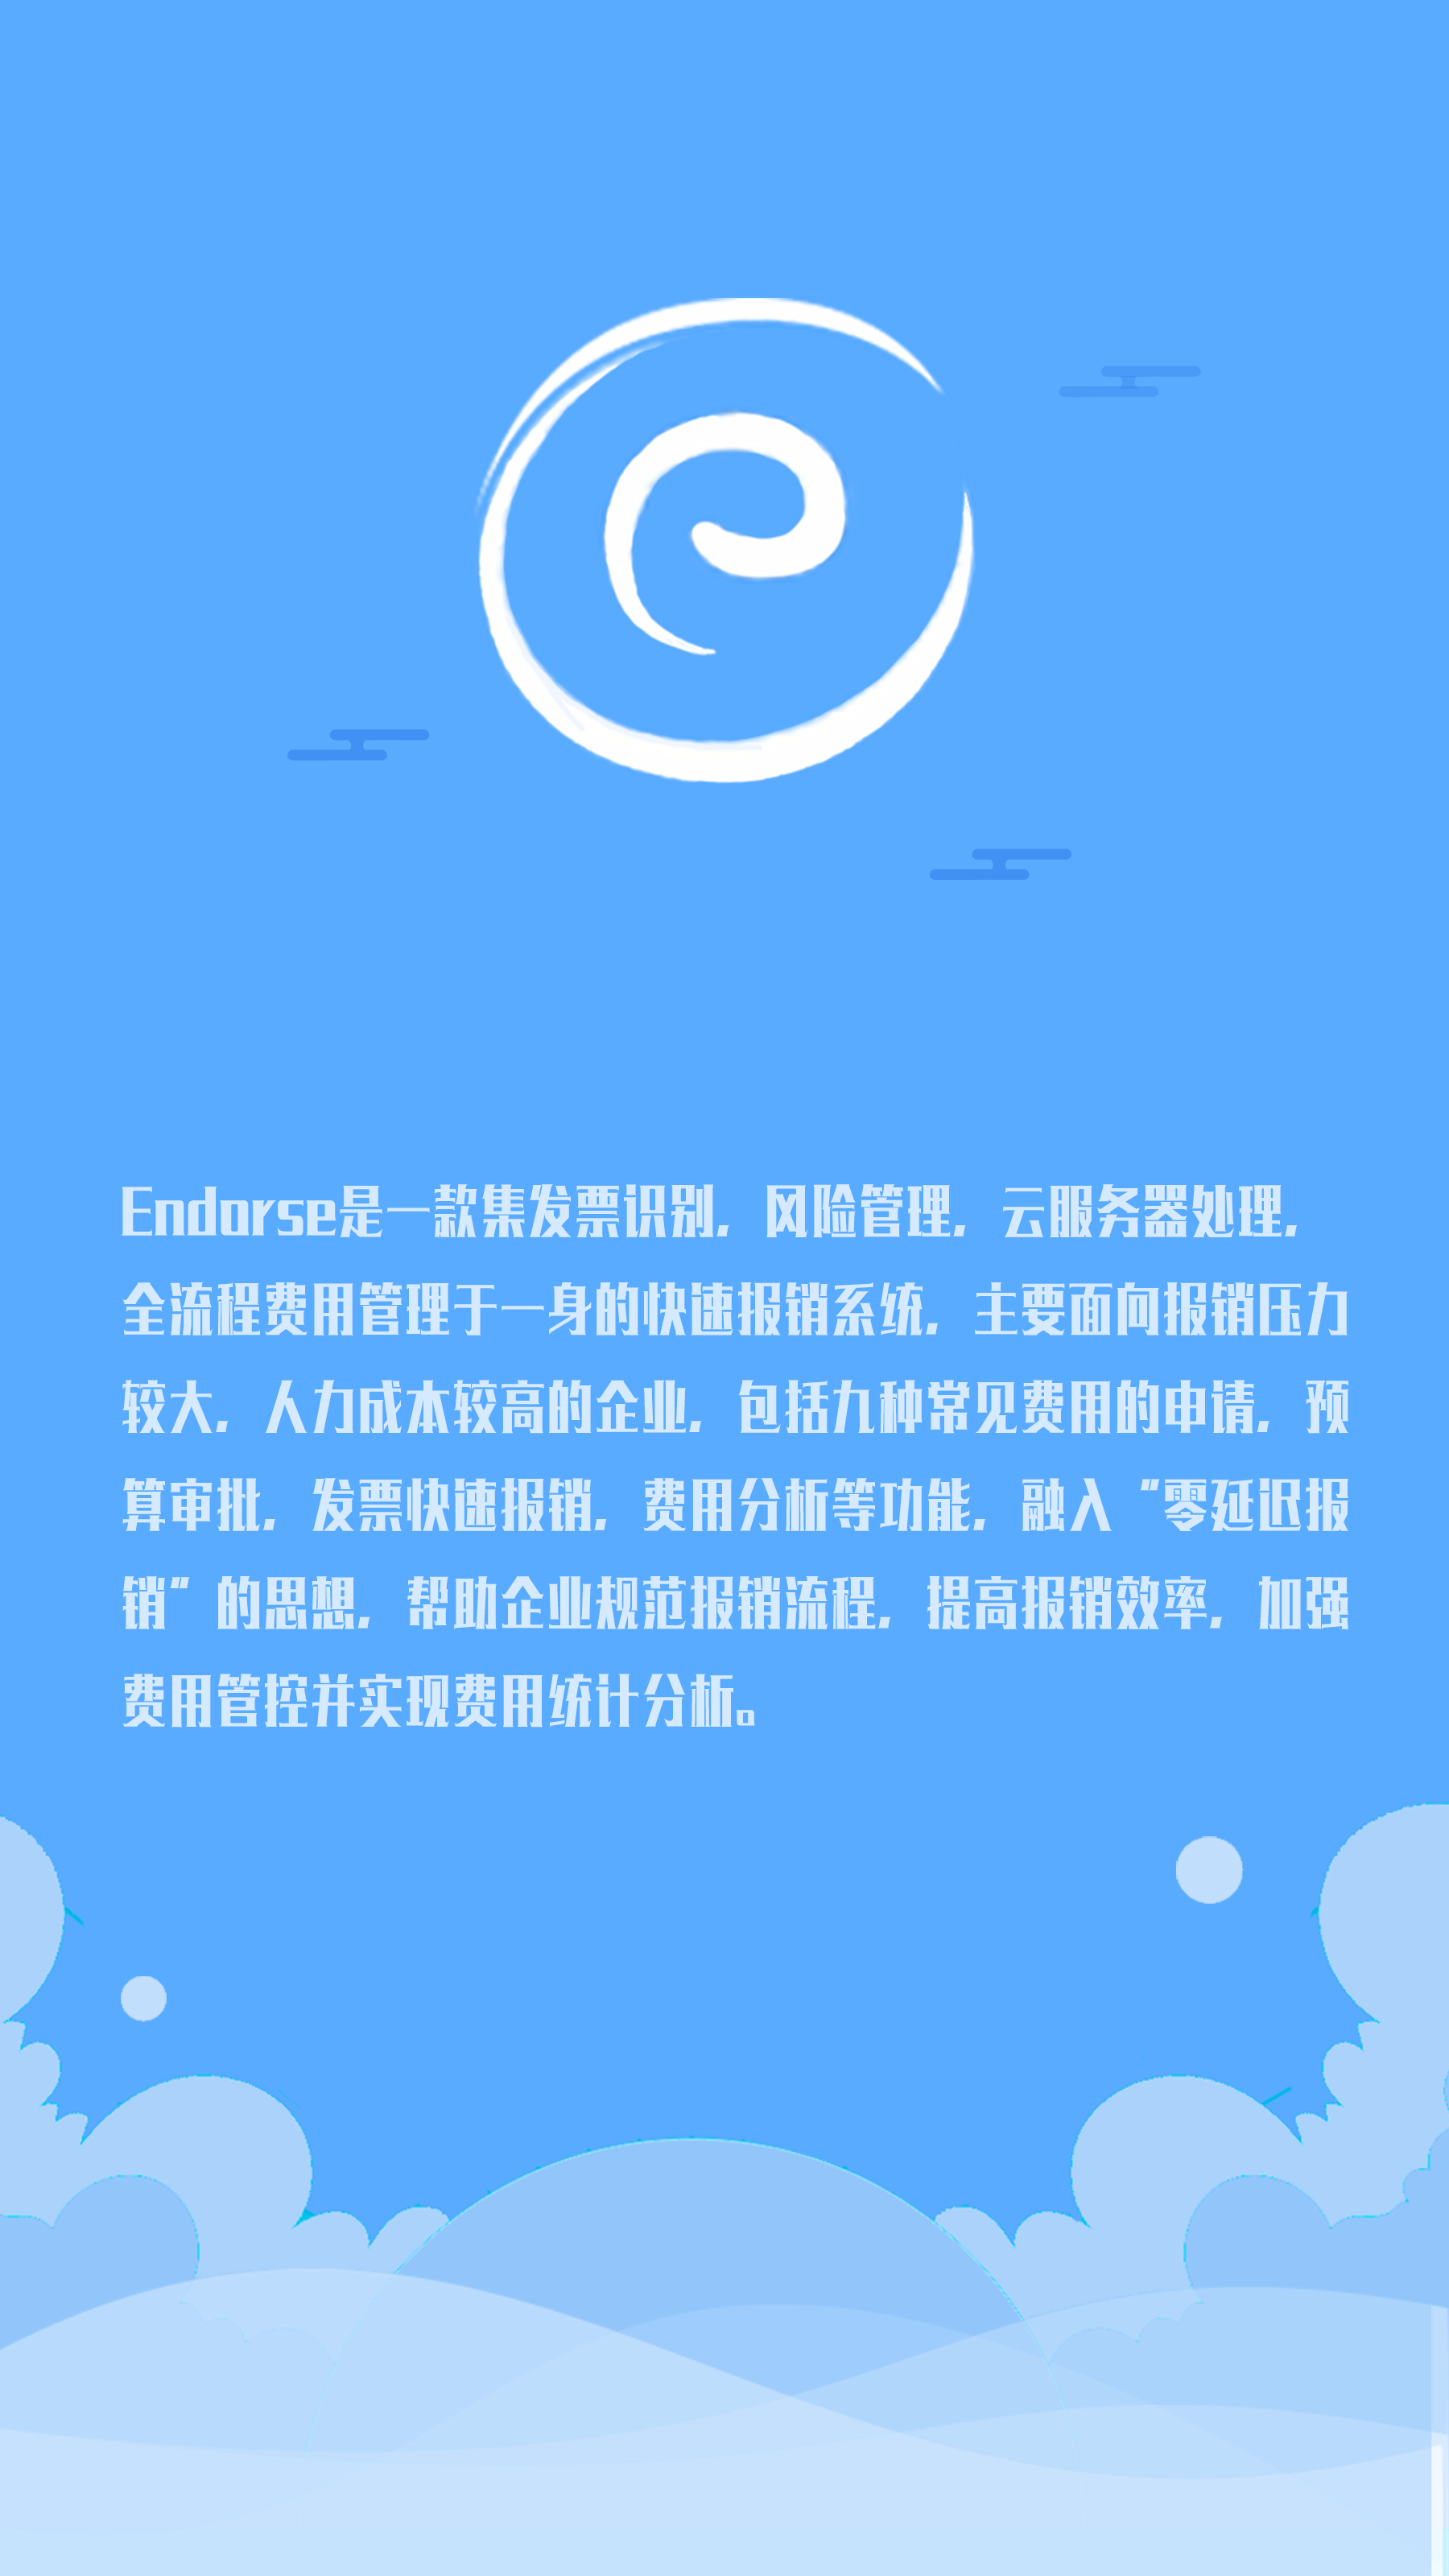 Endorse是一款集发票识别，风险管理，云服务器处理，
全流程费用管理于一身的快速报销系统，主要面向报销压力
较大，人力成本较高的企业，包括九种常见费用的申请，预
算审批，发票快速报销，费用分析等功能，融入“零延迟报
销”的思想，帮助企业规范报销流程，提高报销效率，加强
费用管控并实现费用统计分析。